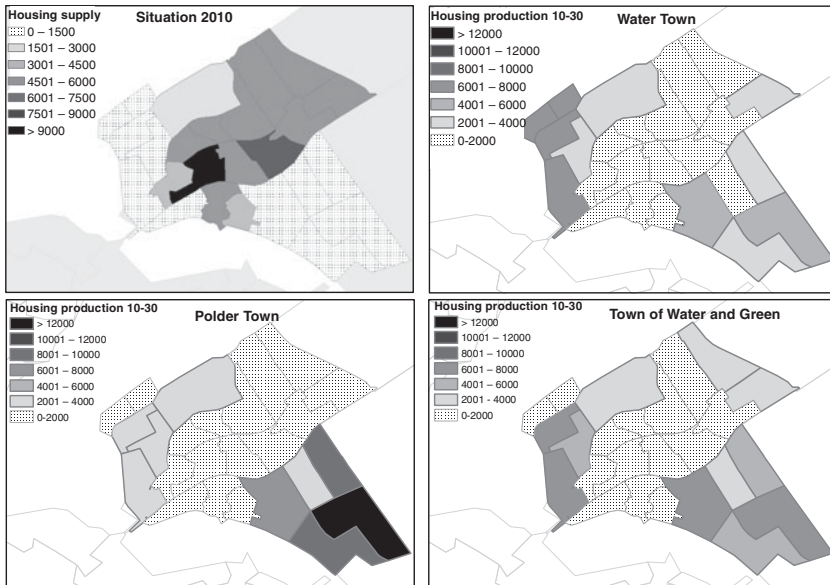 Housing supply
Situation 2010
0 – 1500
1501 – 3000
3001 – 4500
4501 – 6000
6001 – 7500
7501 – 9000
> 9000
Housing production 10-30
Water Town
> 12000
10001 – 12000
8001 – 10000
6001 – 8000
4001 – 6000
2001 – 4000
0-2000
Housing production 10-30
Polder Town
> 12000
10001 – 12000
8001 – 10000
6001 – 8000
4001 – 6000
2001 – 4000
0-2000
Housing production 10-30
Town of Water and Green
> 12000
10001 – 12000
8001 – 10000
6001 – 8000
4001 – 6000
2001 - 4000
0-2000